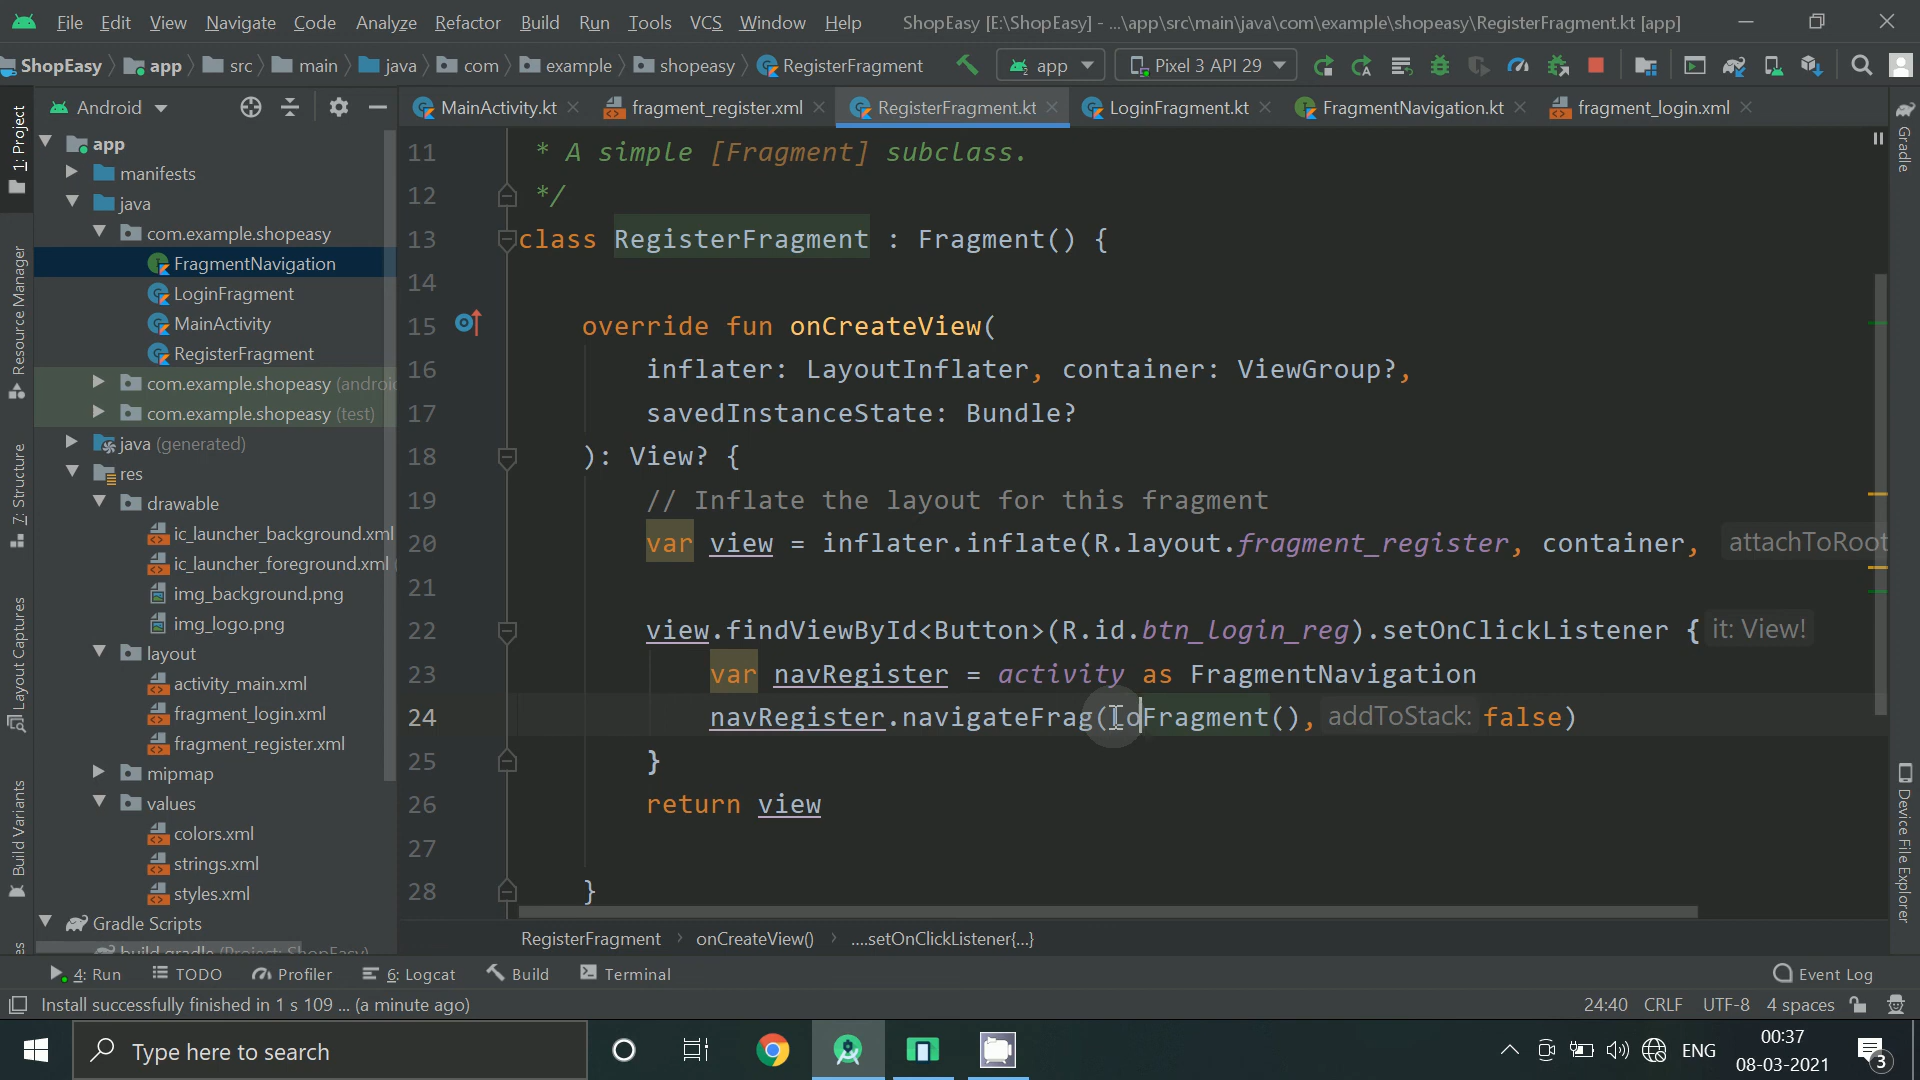 File Edit View Navigate Code Analyze Refactor Build Run Tools VCS Window Help ShopEasy [E:\ShopEasy] - ...\app\src\main\java\com\example\shopeasy\RegisterFragment.kt [app]
ShopEasy app src main java com example shopeasy RegisterFragment app Pixel 3 API 29
Android MainActivity.kt fragment_register.xml RegisterFragment.kt LoginFragment.kt FragmentNavigation.kt fragment_login.xml
1: Project
Resource Manager
7: Structure
Layout Captures
Build Variants
app
manifests
java
com.example.shopeasy
FragmentNavigation
LoginFragment
MainActivity
RegisterFragment
com.example.shopeasy
com.example.shopeasy (test)
java (generated)
res
drawable
ic_launcher_background.xml
ic_launcher_foreground.xml
img_background.png
img_logo.png
layout
activity_main.xml
fragment_login.xml
fragment_register.xml
mipmap
values
colors.xml
strings.xml
styles.xml
Gradle Scripts
build.gradle (Project: ShopEasy)
11 * A simple [Fragment] subclass.
12 */
13 class RegisterFragment : Fragment() {
14
15 override fun onCreateView(
16 inflater: LayoutInflater, container: ViewGroup?,
17 savedInstanceState: Bundle?
18 ): View? {
19 // Inflate the layout for this fragment
20 var view = inflater.inflate(R.layout.fragment_register, container, attachToRoot
21
22 view.findViewById<Button>(R.id.btn_login_reg).setOnClickListener { it: View!
23 var navRegister = activity as FragmentNavigation
24 navRegister.navigateFrag(LoFragment(), addToStack: false)
25 }
26 return view
27
28 }
Gradle
Device File Explorer
RegisterFragment onCreateView() ....setOnClickListener{...}
4: Run TODO Profiler 6: Logcat Build Terminal Event Log
Install successfully finished in 1 s 109 ... (a minute ago) 24:40 CRLF UTF-8 4 spaces
Type here to search ENG 00:37
08-03-2021
3